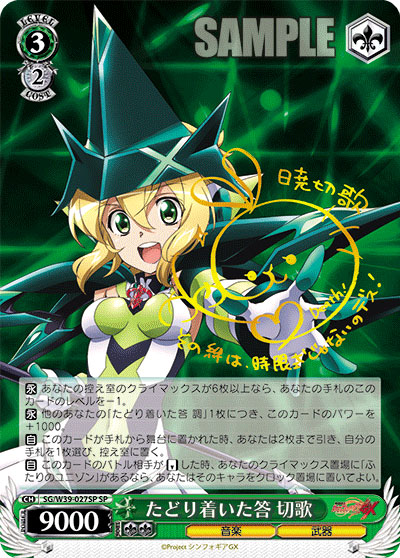 LEVEL
3
2
COST
SAMPLE
暁切歌
Death!
の絆は、時限式じゃないのデス!
永 あなたの控え室のクライマックスが6枚以上なら、あなたの手札のこの
カードのレベルを-1。
永 他のあなたの「たどり着いた答 調」1枚につき、このカードのパワーを
+1000。
自 このカードが手札から舞台に置かれた時、あなたは2枚まで引き、自分の
手札を1枚選び、控え室に置く。
自 このカードのバトル相手が した時、あなたのクライマックス置場に「ふ
たりのユニゾン」があるなら、あなたはそのキャラをクロック置場に置いてよい。
CH SG/W39-027SP SP
たどり着いた答 切歌
9000
音楽
武器
©Project シンフォギアGX